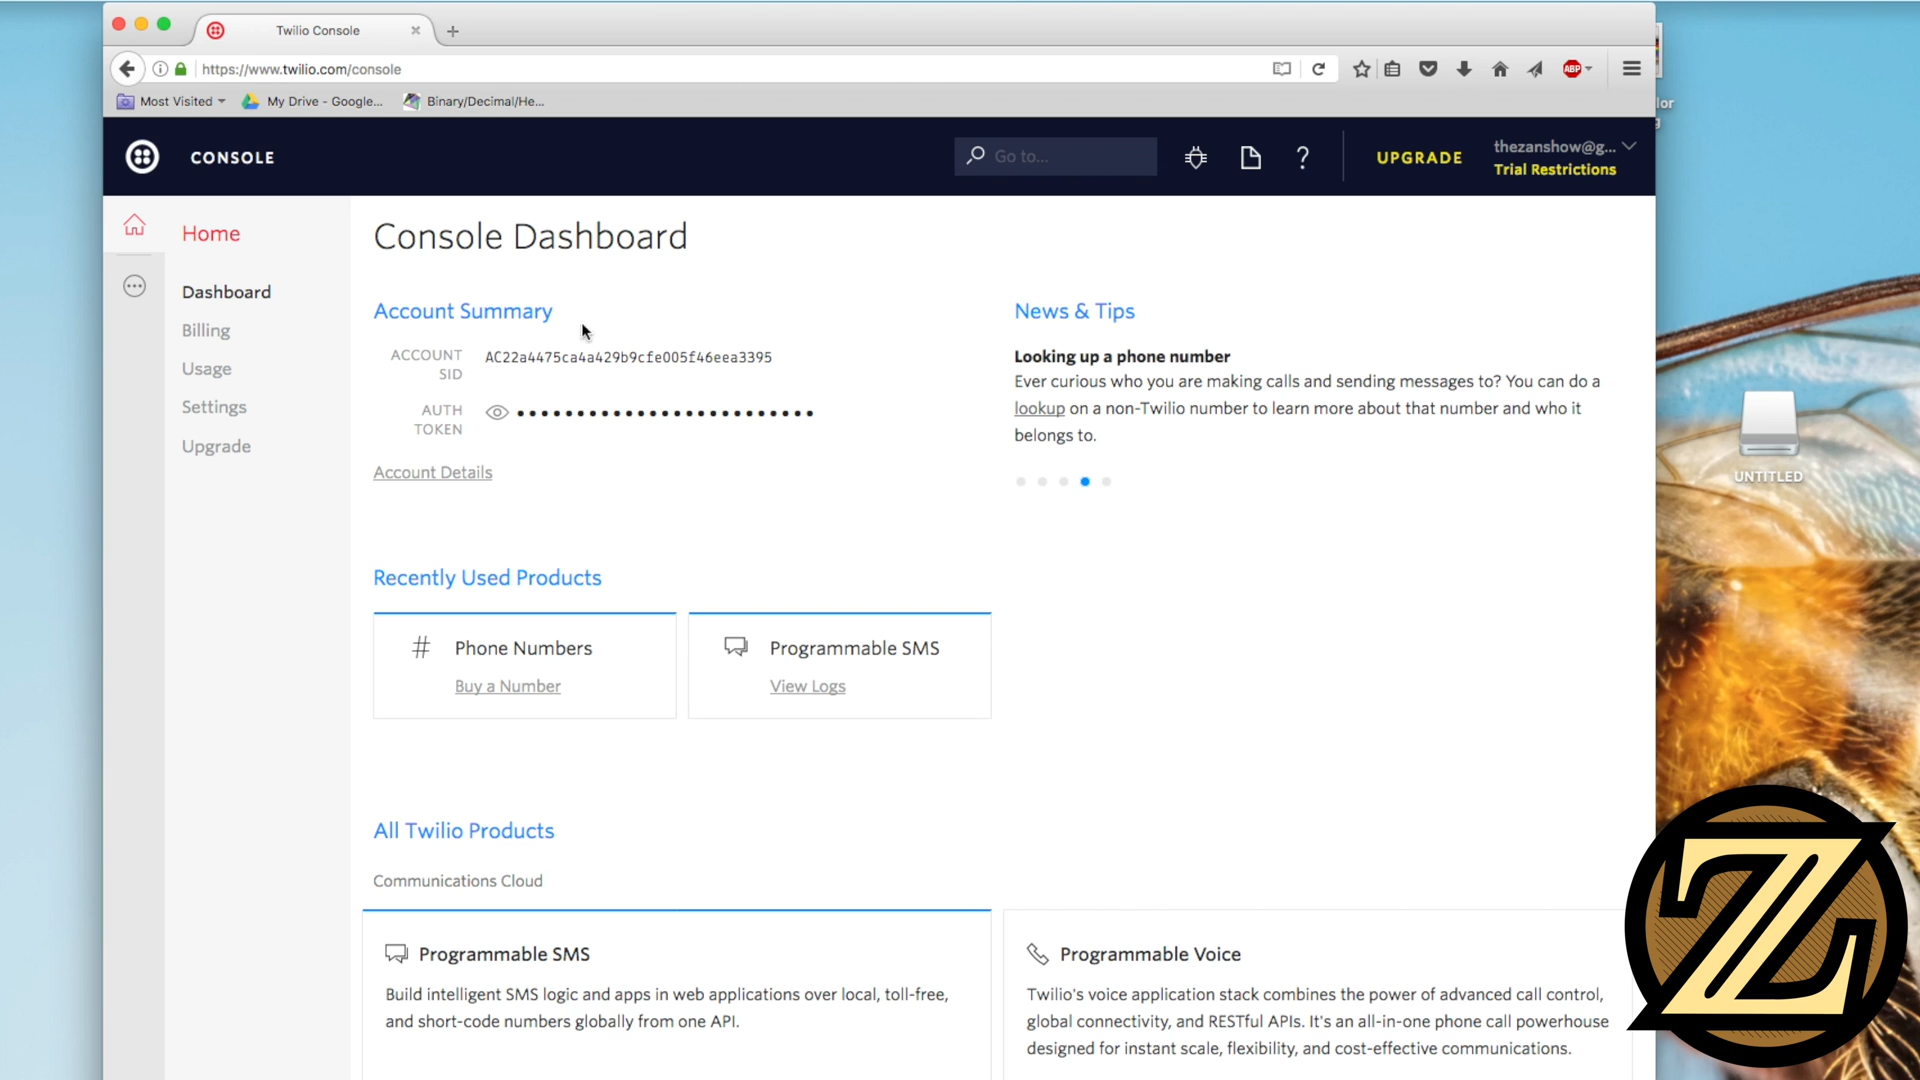 Twilio Console
https://www.twilio.com/console
Most Visited
My Drive - Google...
Binary/Decimal/He...
CONSOLE
Go to...
?
UPGRADE
thezanshow@g...
Trial Restrictions
Home
Dashboard
Billing
Usage
Settings
Upgrade
Console Dashboard
Account Summary
ACCOUNT
SID
AC22a4475ca4a429b9cfe005f46eea3395
AUTH
TOKEN
Account Details
News & Tips
Looking up a phone number
Ever curious who you are making calls and sending messages to? You can do a
lookup on a non-Twilio number to learn more about that number and who it
belongs to.
Recently Used Products
# Phone Numbers
Buy a Number
Programmable SMS
View Logs
All Twilio Products
Communications Cloud
Programmable SMS
Build intelligent SMS logic and apps in web applications over local, toll-free,
and short-code numbers globally from one API.
Programmable Voice
Twilio's voice application stack combines the power of advanced call control,
global connectivity, and RESTful APIs. It's an all-in-one phone call powerhouse
designed for instant scale, flexibility, and cost-effective communications.
ABP
UNTITLED
Z